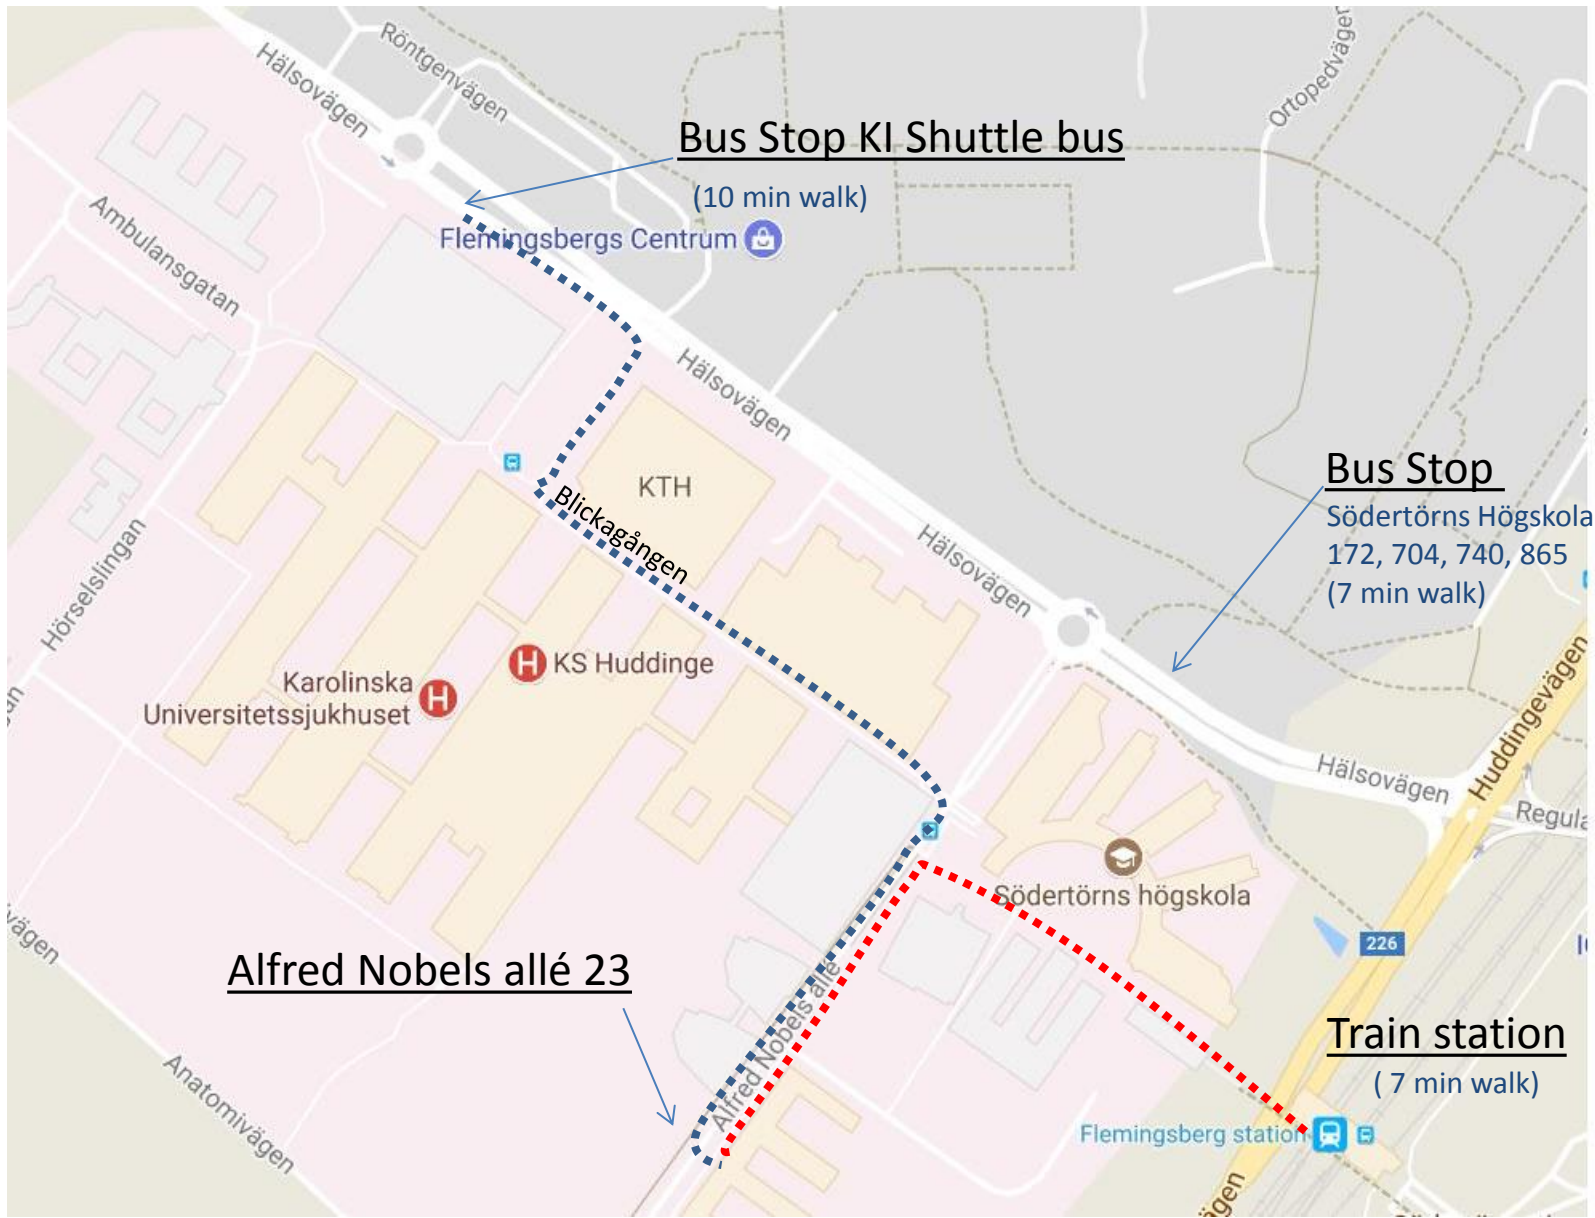 Hälsovägen
Röntgenvägen
Ortopedvägen
Bus Stop KI Shuttle bus
(10 min walk)
Flemingsbergs Centrum
Ambulansgatan
Hälsovägen
KTH
Blickagången
Bus Stop
Södertörns Högskola
172, 704, 740, 865
(7 min walk)
Hälsovägen
Hörselslingan
H KS Huddinge
Karolinska
Universitetssjukhuset H
Huddingevägen
Hälsovägen
Södertörns högskola
226
Alfred Nobels allé 23
Alfred Nobels allé
Anatomivägen
Train station
( 7 min walk)
Flemingsberg station